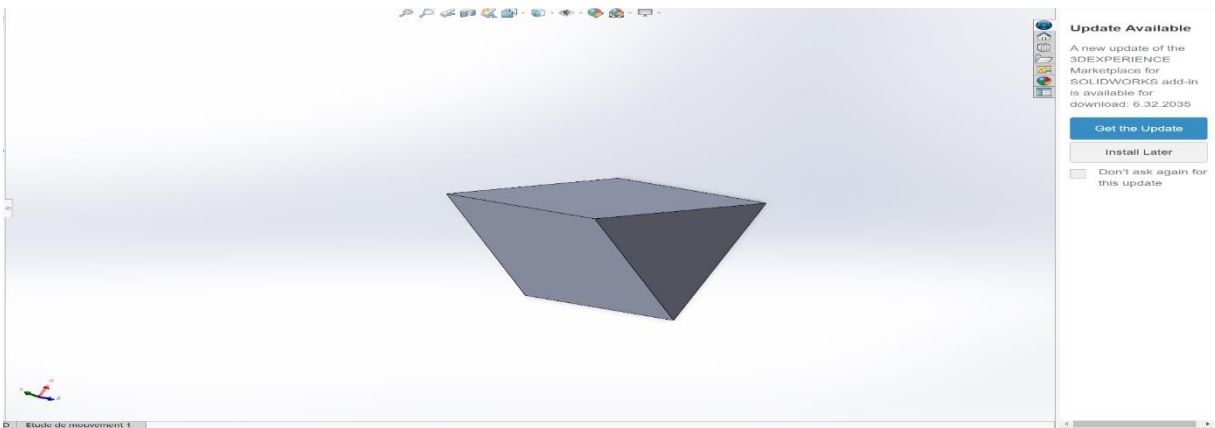 Update Available
A new update of the
3DEXPERIENCE
Marketplace for
SOLIDWORKS add-in
is available for
download: 6.32.2035
Get the Update
Install Later
Don't ask again for
this update
Etude de mouvement 1